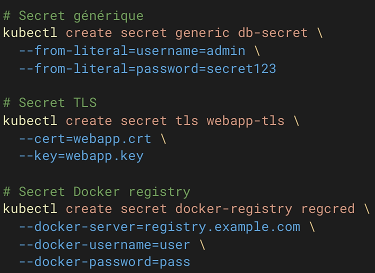 # Secret générique
kubectl create secret generic db-secret \
  --from-literal=username=admin \
  --from-literal=password=secret123

# Secret TLS
kubectl create secret tls webapp-tls \
  --cert=webapp.crt \
  --key=webapp.key

# Secret Docker registry
kubectl create secret docker-registry regcred \
  --docker-server=registry.example.com \
  --docker-username=user \
  --docker-password=pass